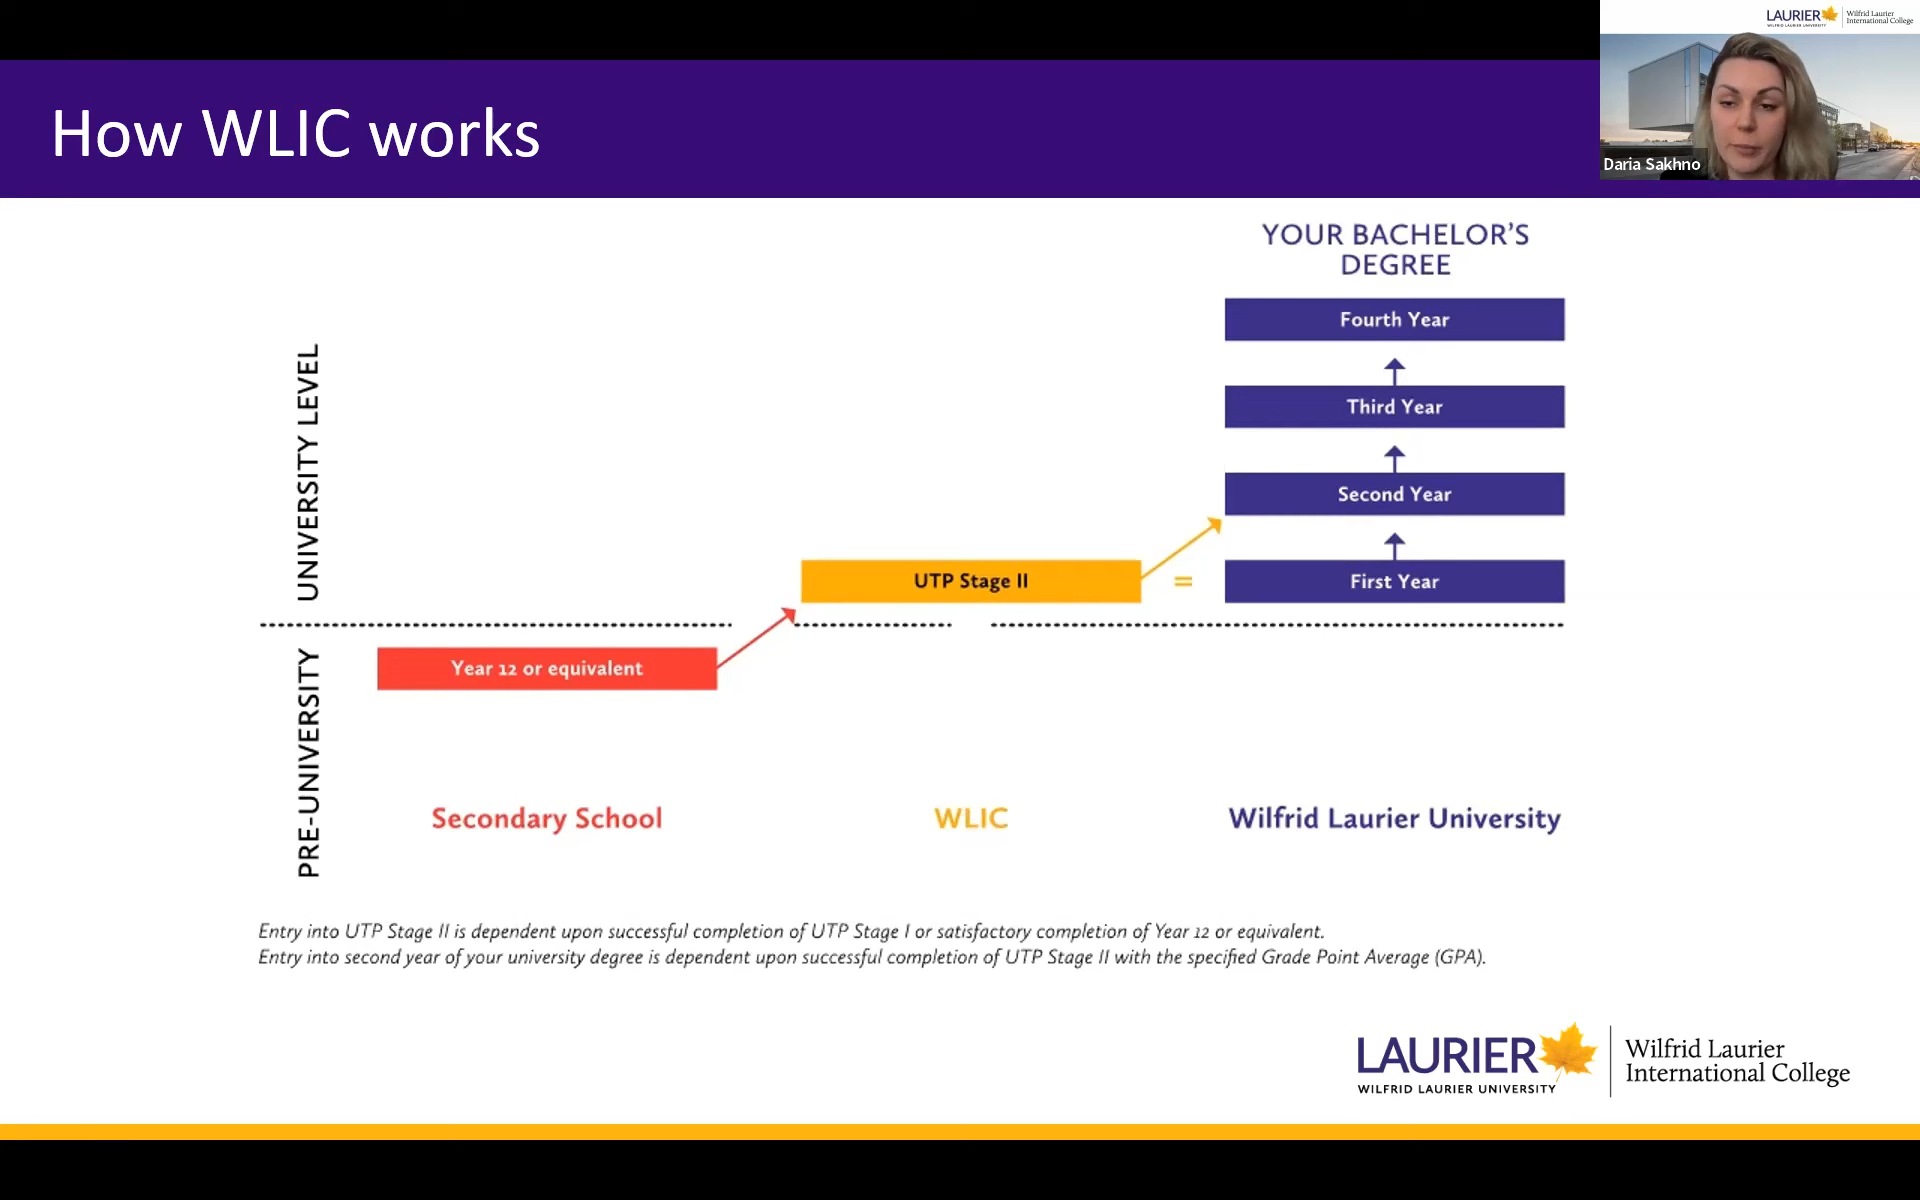 LAURIER
WILFRID LAURIER UNIVERSITY
Wilfrid Laurier
International College
Daria Sakhno
How WLIC works
YOUR BACHELOR'S
DEGREE
Fourth Year
Third Year
Second Year
First Year
UNIVERSITY LEVEL
UTP Stage II
=
PRE-UNIVERSITY
Year 12 or equivalent
Secondary School
WLIC
Wilfrid Laurier University
Entry into UTP Stage II is dependent upon successful completion of UTP Stage I or satisfactory completion of Year 12 or equivalent.
Entry into second year of your university degree is dependent upon successful completion of UTP Stage II with the specified Grade Point Average (GPA).
LAURIER
WILFRID LAURIER UNIVERSITY
Wilfrid Laurier
International College